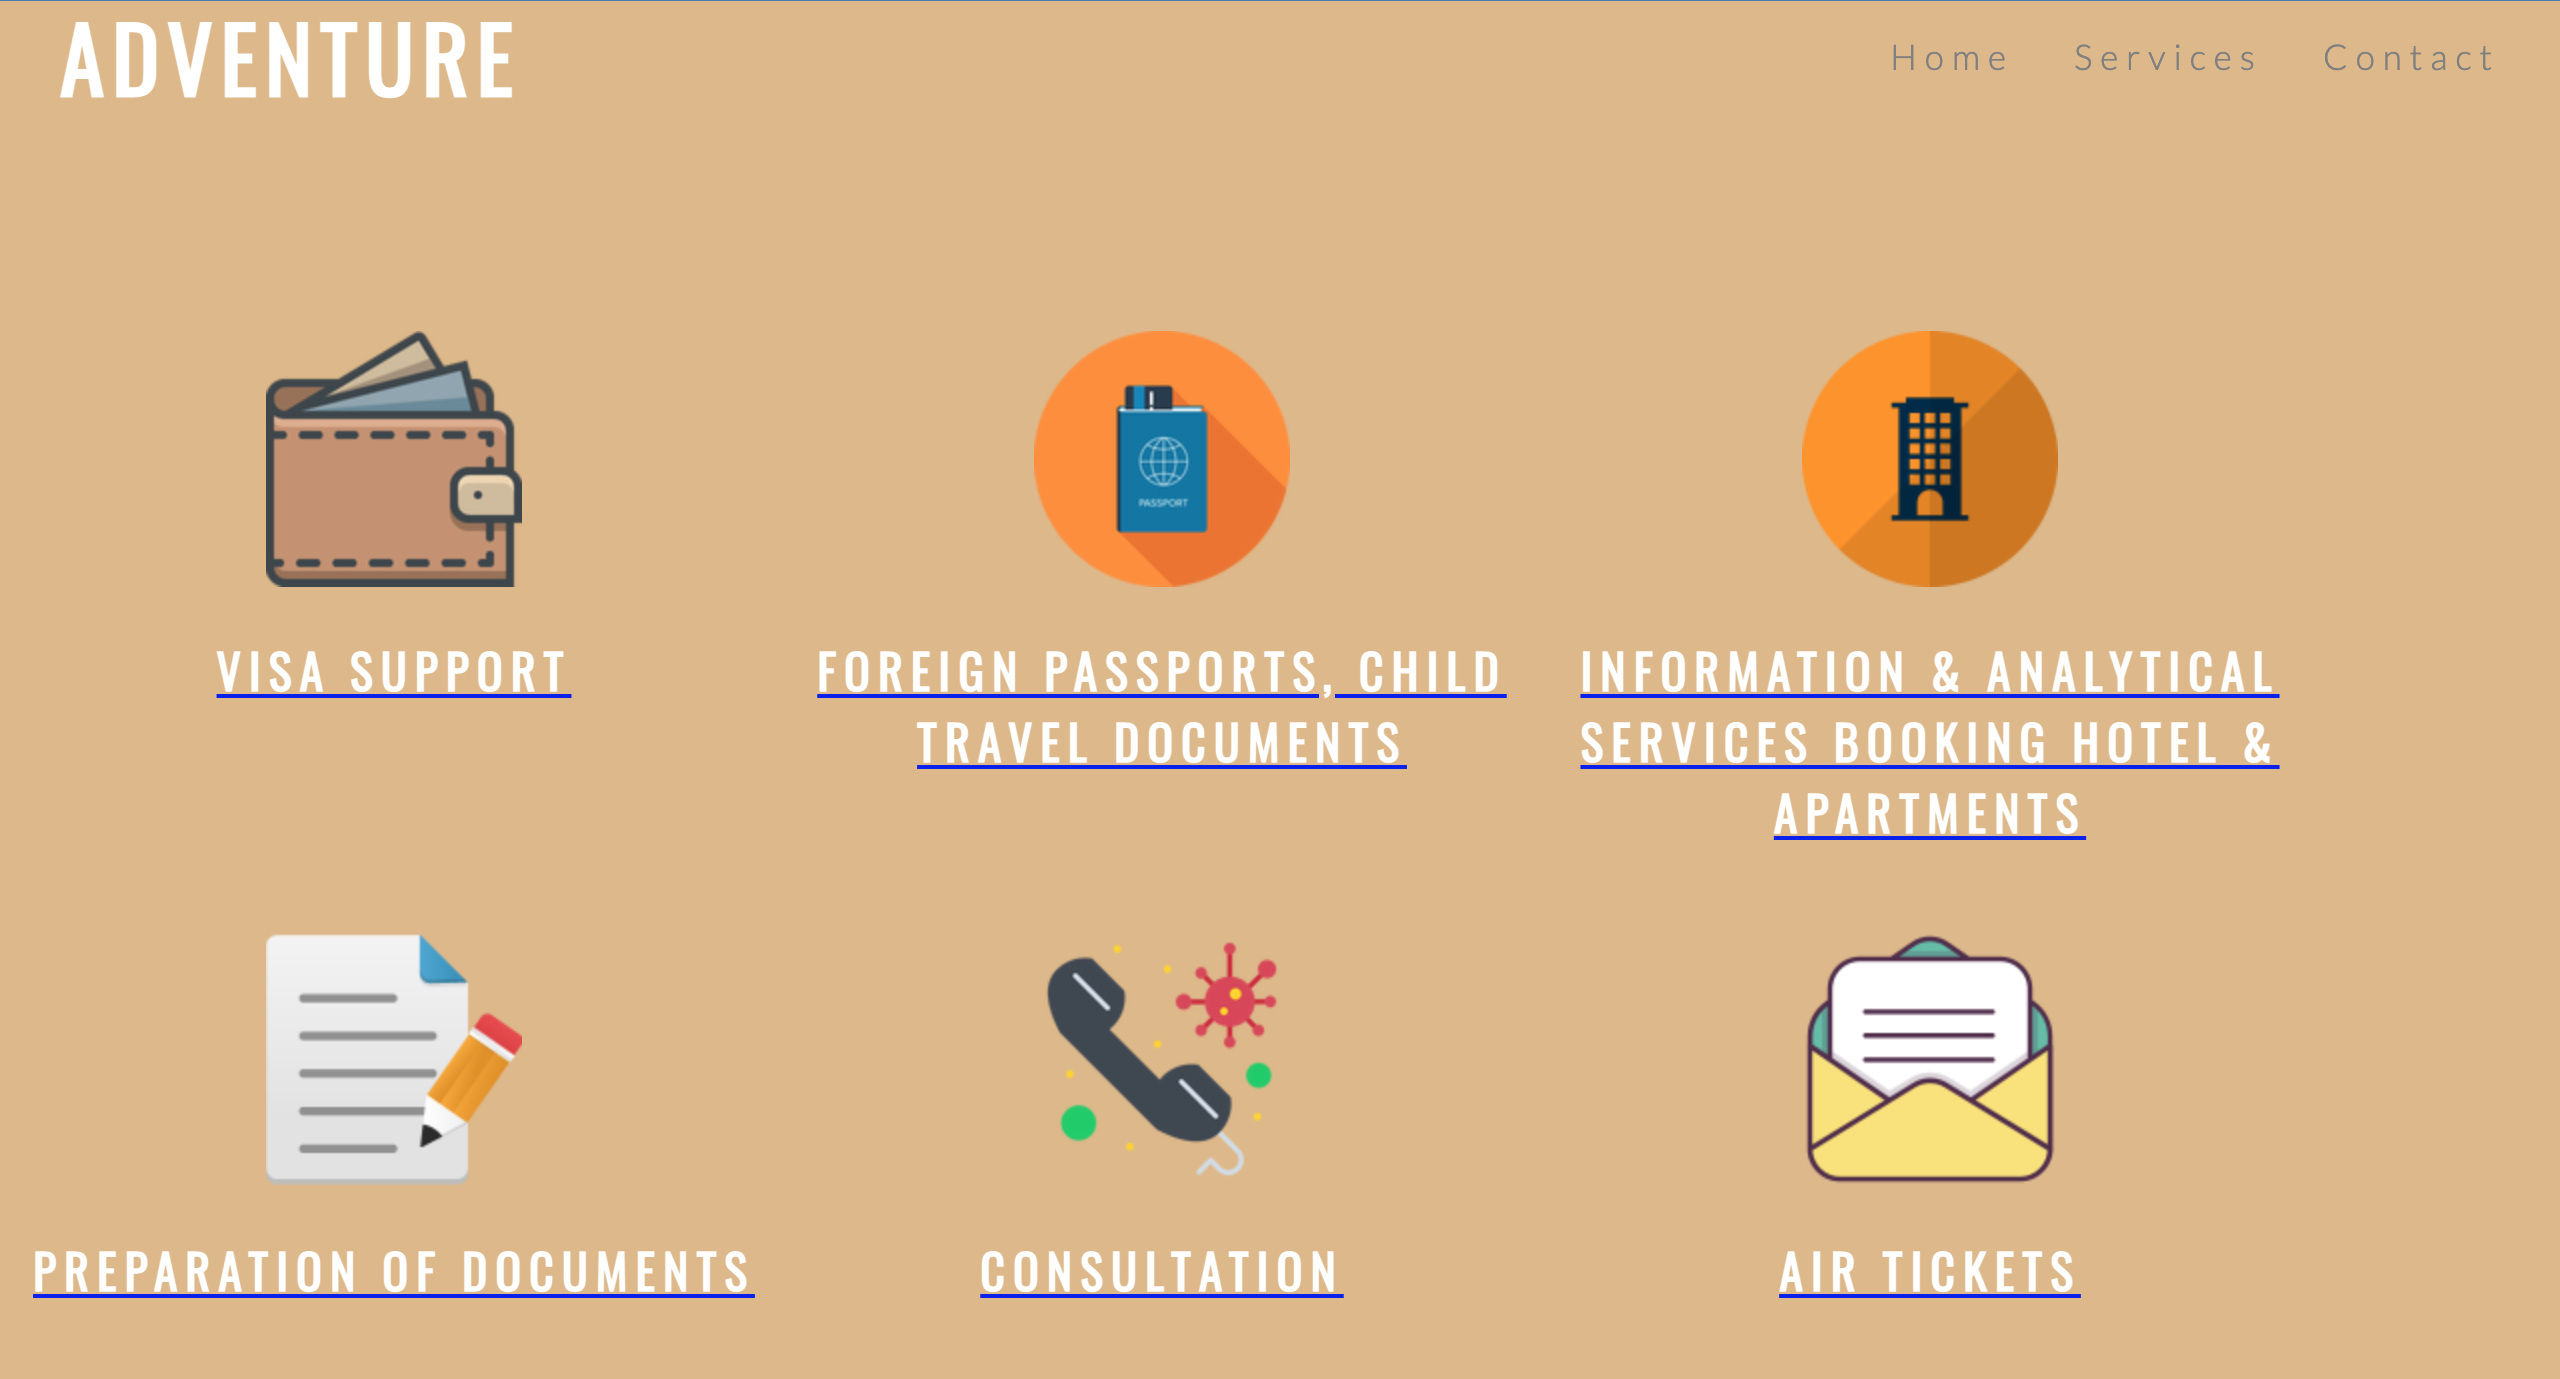 ADVENTURE
Home Services Contact
PASSPORT
VISA SUPPORT
FOREIGN PASSPORTS, CHILD
TRAVEL DOCUMENTS
INFORMATION & ANALYTICAL
SERVICES BOOKING HOTEL &
APARTMENTS
PREPARATION OF DOCUMENTS
CONSULTATION
AIR TICKETS